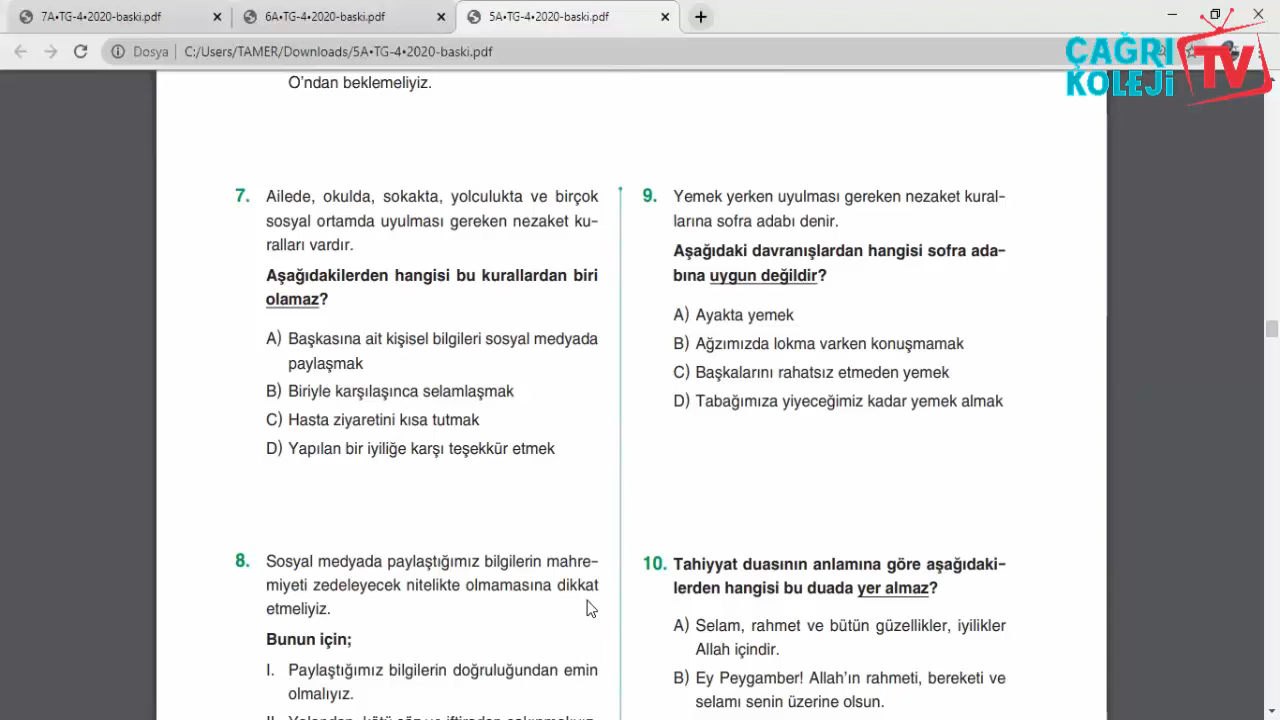 7A•TG-4•2020-baski.pdf
6A•TG-4•2020-baski.pdf
5A•TG-4•2020-baski.pdf
Dosya
C:/Users/TAMER/Downloads/5A•TG-4•2020-baski.pdf
ÇAĞRI
KOLEJİ
TV
O'ndan beklemeliyiz.
7. Ailede, okulda, sokakta, yolculukta ve birçok
sosyal ortamda uyulması gereken nezaket ku-
ralları vardır.
Aşağıdakilerden hangisi bu kurallardan biri
olamaz?
A) Başkasına ait kişisel bilgileri sosyal medyada
paylaşmak
B) Biriyle karşılaşınca selamlaşmak
C) Hasta ziyaretini kısa tutmak
D) Yapılan bir iyiliğe karşı teşekkür etmek
8. Sosyal medyada paylaştığımız bilgilerin mahre-
miyeti zedeleyecek nitelikte olmamasına dikkat
etmeliyiz.
Bunun için;
I. Paylaştığımız bilgilerin doğruluğundan emin
olmalıyız.
II. Yalandan, kötü söz ve iftiradan sakınmalıyız.
9. Yemek yerken uyulması gereken nezaket kural-
larına sofra adabı denir.
Aşağıdaki davranışlardan hangisi sofra ada-
bına uygun değildir?
A) Ayakta yemek
B) Ağzımızda lokma varken konuşmamak
C) Başkalarını rahatsız etmeden yemek
D) Tabağımıza yiyeceğimiz kadar yemek almak
10. Tahiyyat duasının anlamına göre aşağıdaki-
lerden hangisi bu duada yer almaz?
A) Selam, rahmet ve bütün güzellikler, iyilikler
Allah içindir.
B) Ey Peygamber! Allah'ın rahmeti, bereketi ve
selamı senin üzerine olsun.